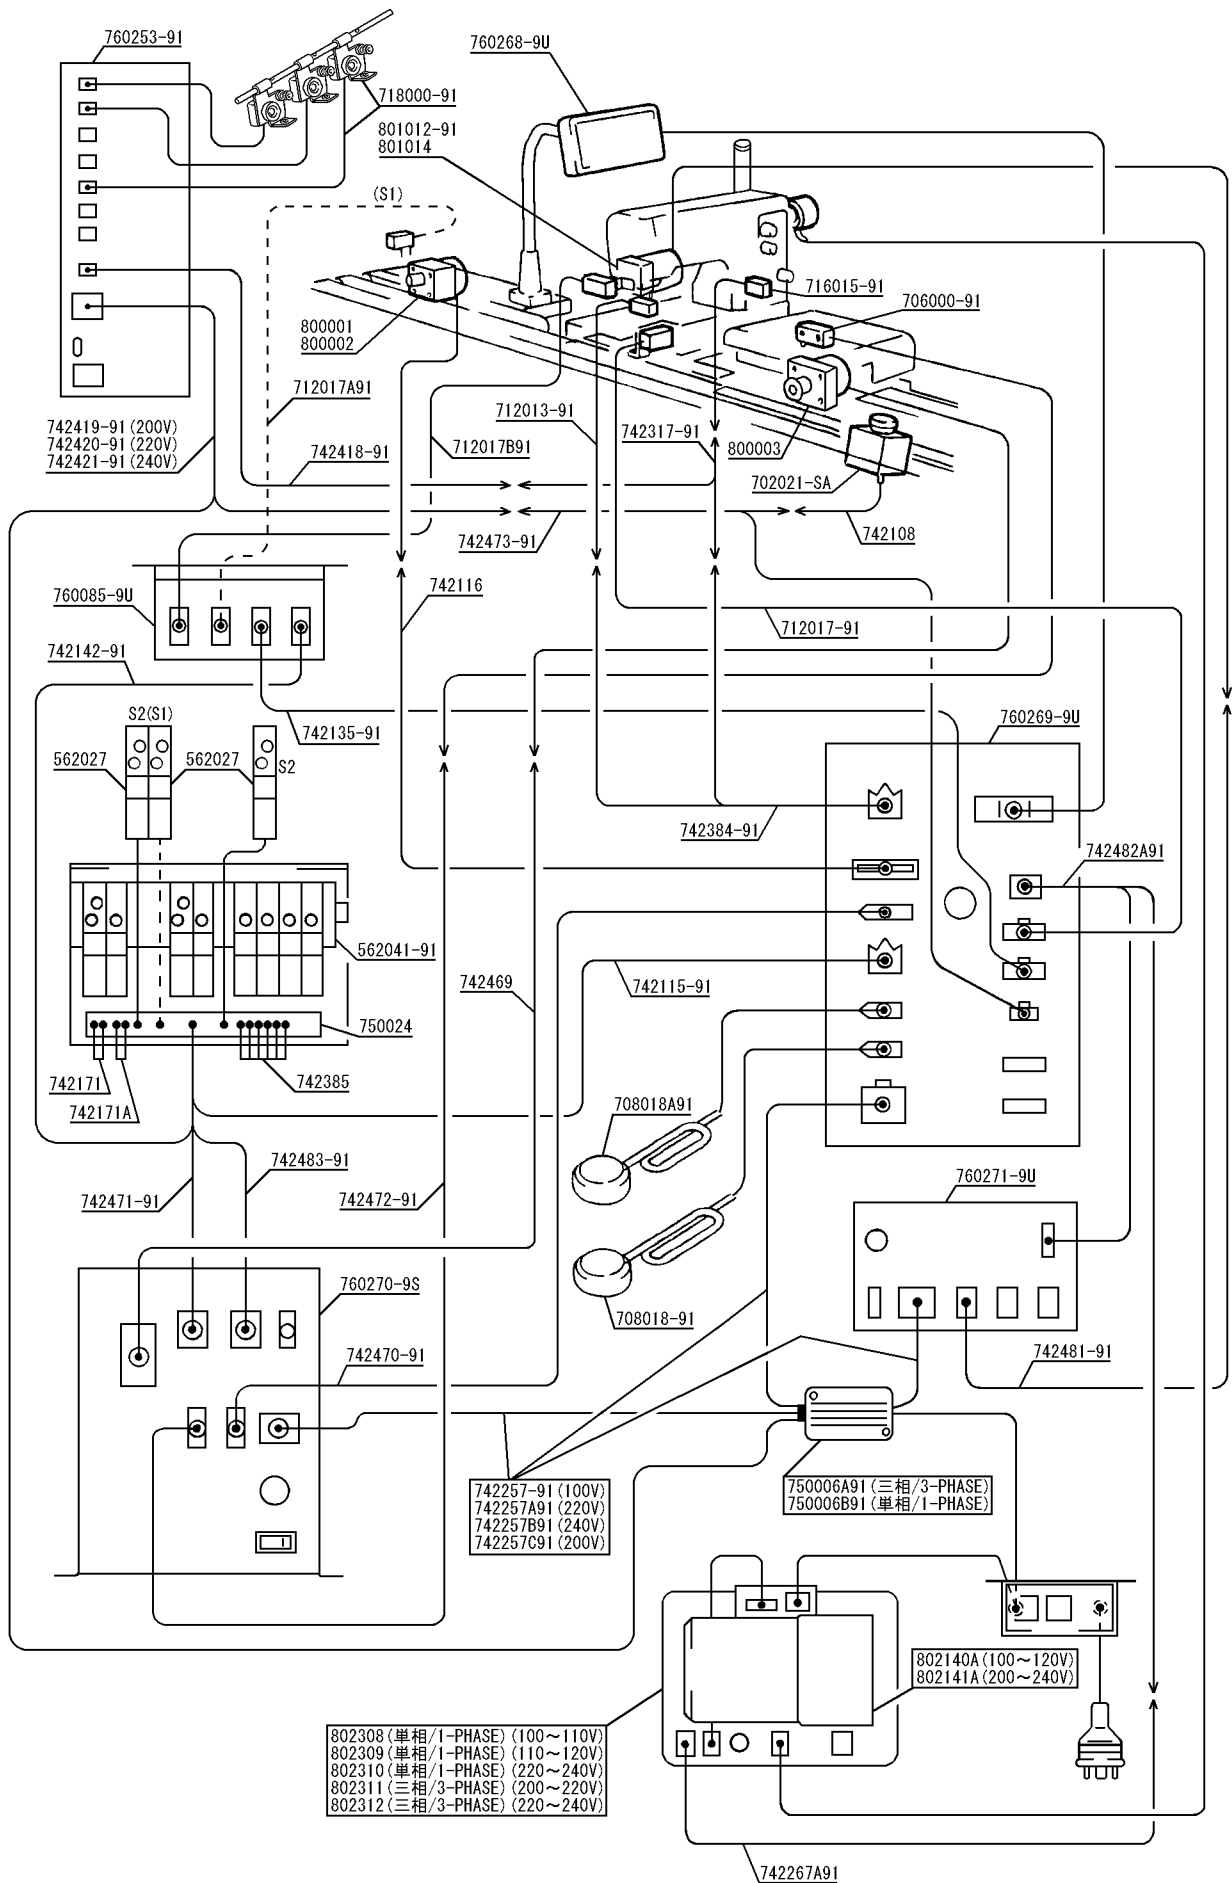 760253-91
760268-9U
718000-91
801012-91
801014
(S1)
716015-91
706000-91
800001
800002
712017A91
712013-91
742317-91
742419-91(200V)
742420-91(220V)
742421-91(240V)
742418-91
712017B91
800003
702021-SA
742473-91
742108
760085-9U
742116
712017-91
742142-91
S2(S1)
742135-91
760269-9U
562027
562027
S2
742384-91
742482A91
562041-91
742469
742115-91
750024
742171
742385
742171A
708018A91
742483-91
742471-91
742472-91
760271-9U
760270-9S
708018-91
742470-91
742481-91
742257-91(100V)
742257A91(220V)
742257B91(240V)
742257C91(200V)
750006A91(三相/3-PHASE)
750006B91(単相/1-PHASE)
802140A(100〜120V)
802141A(200〜240V)
802308(単相/1-PHASE)(100〜110V)
802309(単相/1-PHASE)(110〜120V)
802310(単相/1-PHASE)(220〜240V)
802311(三相/3-PHASE)(200〜220V)
802312(三相/3-PHASE)(220〜240V)
742267A91